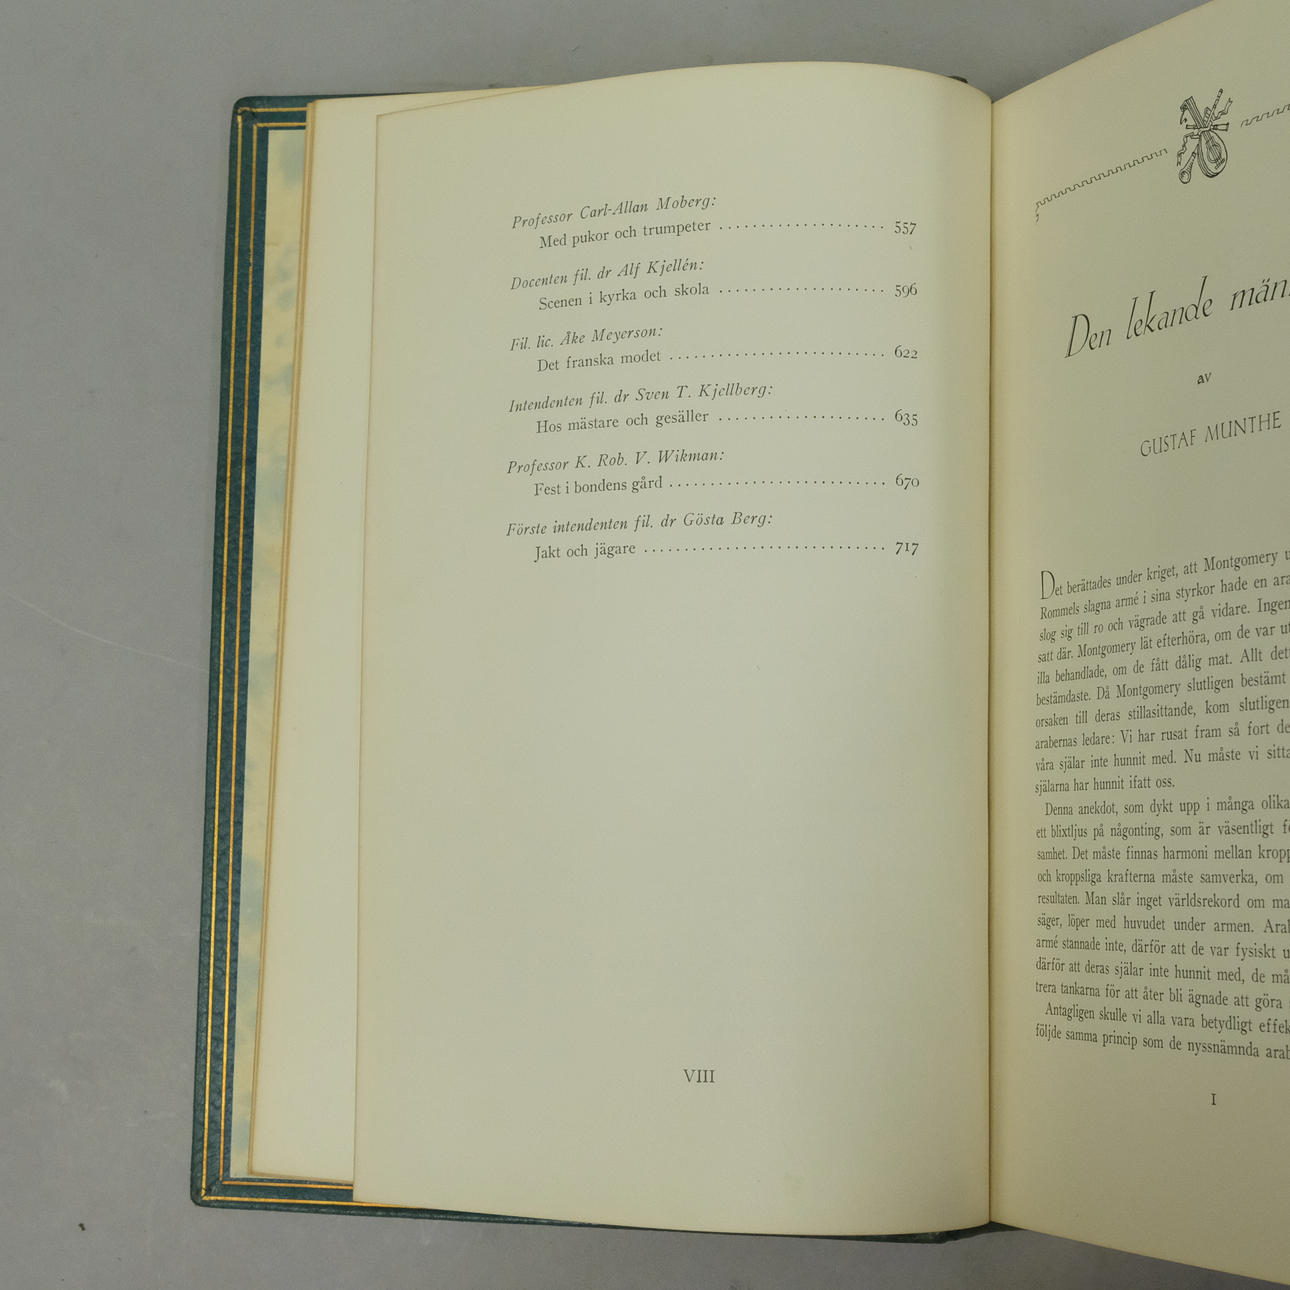 Professor Carl-Allan Moberg:
Med pukor och trumpeter .................... 557
Docenten fil. dr Alf Kjellén:
Scenen i kyrka och skola .................... 596
Fil. lic. Åke Meyerson:
Det franska modet .......................... 622
Intendenten fil. dr Sven T. Kjellberg:
Hos mästare och gesäller .................... 635
Professor K. Rob. V. Wikman:
Fest i bondens gård .......................... 670
Förste intendenten fil. dr Gösta Berg:
Jakt och jägare ............................. 717
VIII
Den lekande
av
GUSTAF MUNTHE
Det berättades under kriget, att Montgomery
Rommels slagna armé i sina styrkor hade en
slog sig till ro och vägrade att gå vidare.
satt där. Montgomery lät efterhöra, om de var
illa behandlade, om de fått dålig mat. Allt
bestämdaste. Då Montgomery slutligen bestämt
orsaken till deras stillasittande, kom slutligen
arabernas ledare: Vi har rusat fram så fort
våra själar inte hunnit med. Nu måste vi
själarna har hunnit ifatt oss.
Denna anekdot, som dykt upp i många olika
ett blixtljus på någonting, som är väsentligt
samhet. Det måste finnas harmoni mellan
och kroppsliga krafterna måste samverka, om
resultaten. Man slår inget världsrekord om
säger, löper med huvudet under armen.
armé stannade inte, därför att de var fysiskt
därför att deras själar inte hunnit med, de
trera tankarna för att åter bli ägnade att göra
Antagligen skulle vi alla vara betydligt
följde samma princip som de nyssnämnda
I